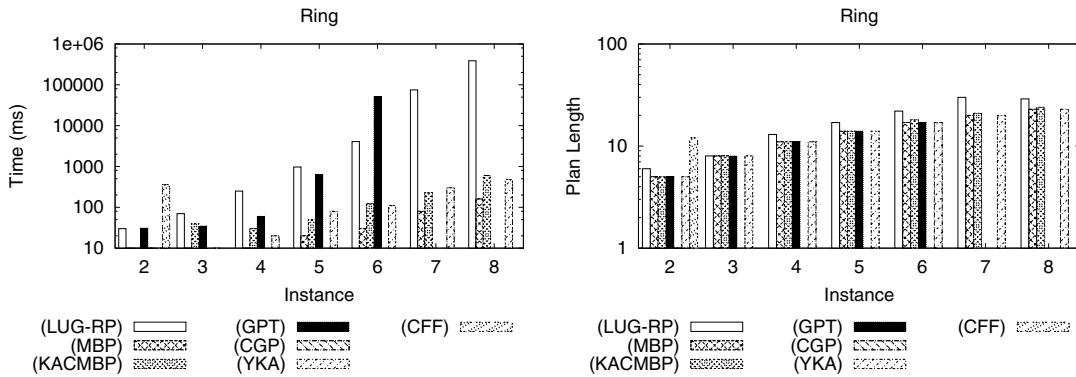 Ring
1e+06
100000
10000
1000
100
10
Time (ms)
2 3 4 5 6 7 8
Instance
(LUG-RP) (GPT) (CFF)
(MBP) (CGP)
(KACMBP) (YKA)
Ring
100
10
1
Plan Length
2 3 4 5 6 7 8
Instance
(LUG-RP) (GPT) (CFF)
(MBP) (CGP)
(KACMBP) (YKA)